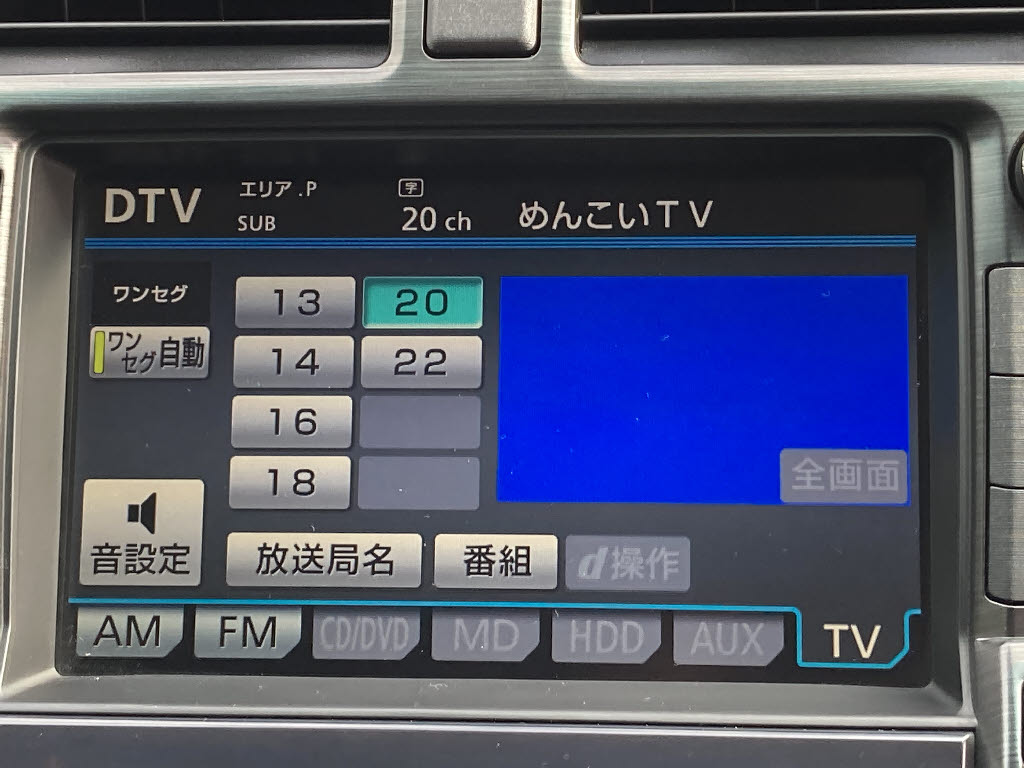 DTV エリア.P 字
SUB 20 ch めんこいTV
ワンセグ
ワンセグ自動
13 20
14 22
16
18
全画面
音設定
放送局名 番組 d操作
AM FM CD/DVD MD HDD AUX TV